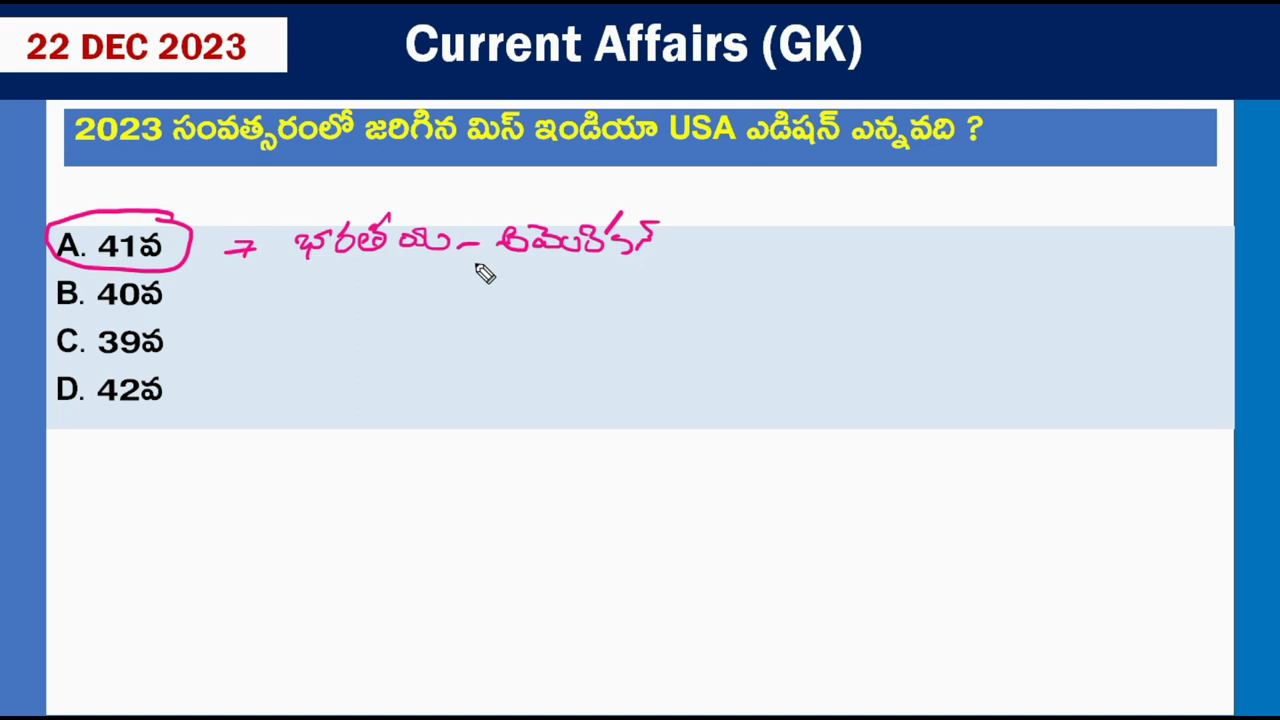 22 DEC 2023
Current Affairs (GK)
2023 సంవత్సరంలో జరిగిన మిస్ ఇండియా USA ఎడిషన్ ఎన్నవది ?
A. 41వ → భారతీయ - అమెరికన్
B. 40వ
C. 39వ
D. 42వ